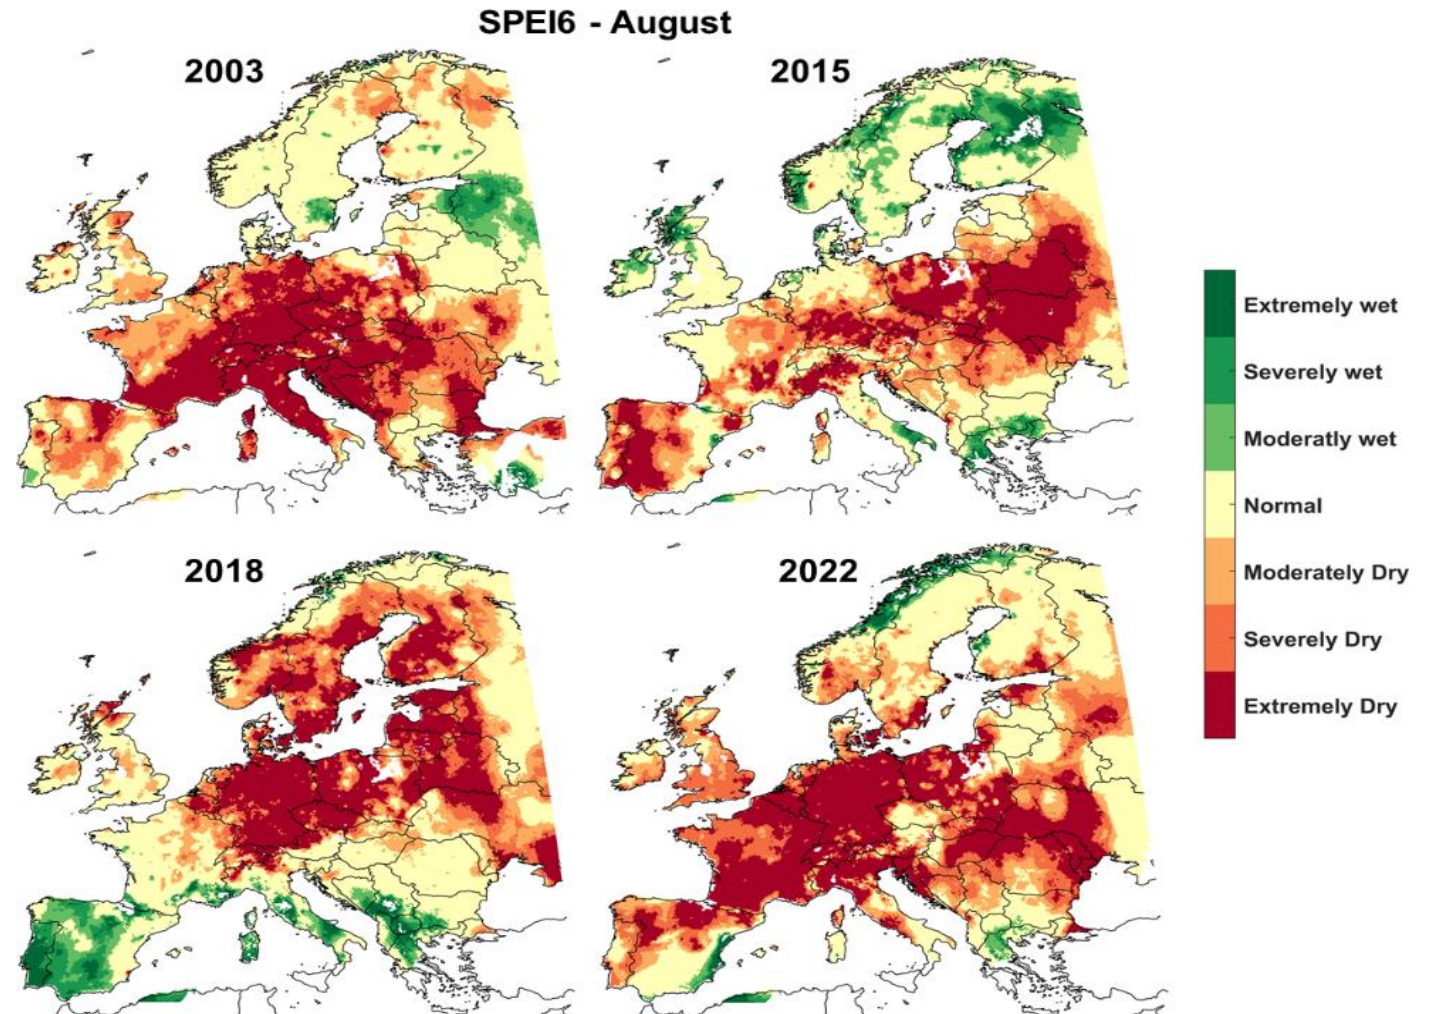 SPEI6 - August
2003
2015
2018
2022
Extremely wet
Severely wet
Moderatly wet
Normal
Moderately Dry
Severely Dry
Extremely Dry